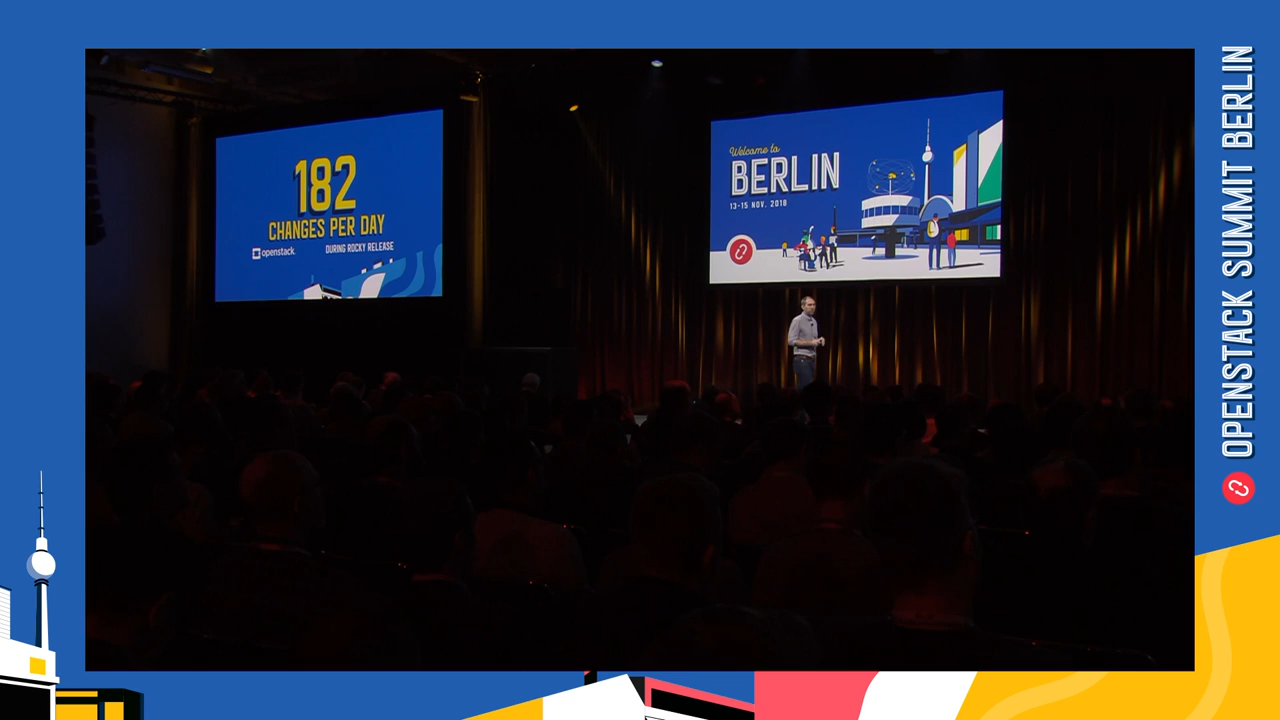 182
CHANGES PER DAY
openstack.
DURING ROCKY RELEASE
Welcome to
BERLIN
13-15 NOV. 2018
OPENSTACK SUMMIT BERLIN